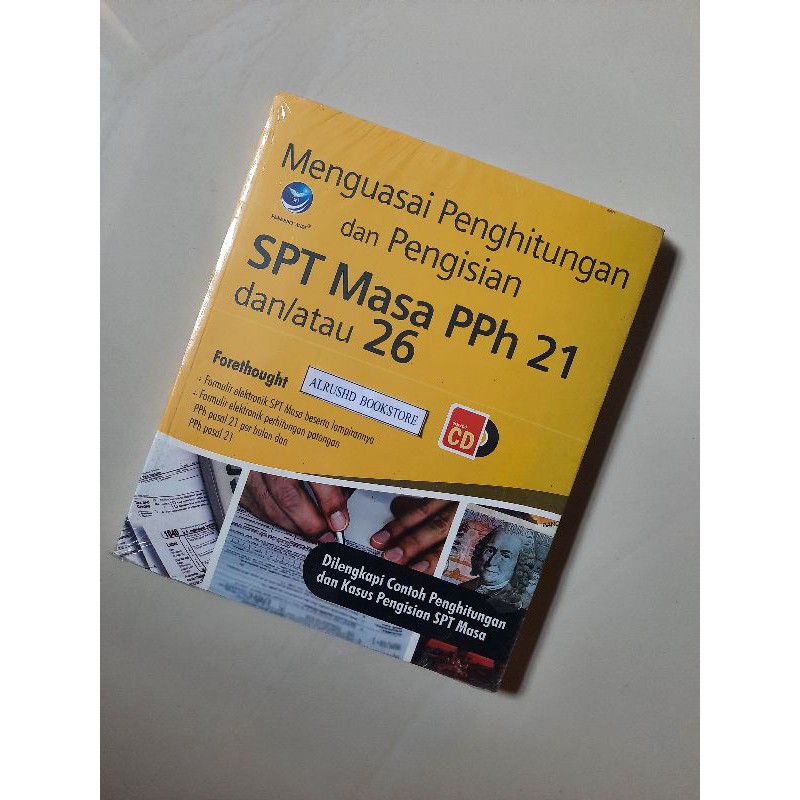 Menguasai Penghitungan
dan Pengisian
SPT Masa PPh 21
dan/atau 26
Forethought
- Formulir elektronik SPT Masa beserta lampirannya
- Formulir elektronik perhitungan potongan
PPh pasal 21 per bulan dan
PPh pasal 21
ALRUSHD BOOKSTORE
CD
1040
Dilengkapi Contoh Penghitungan
dan Kasus Pengisian SPT Masa